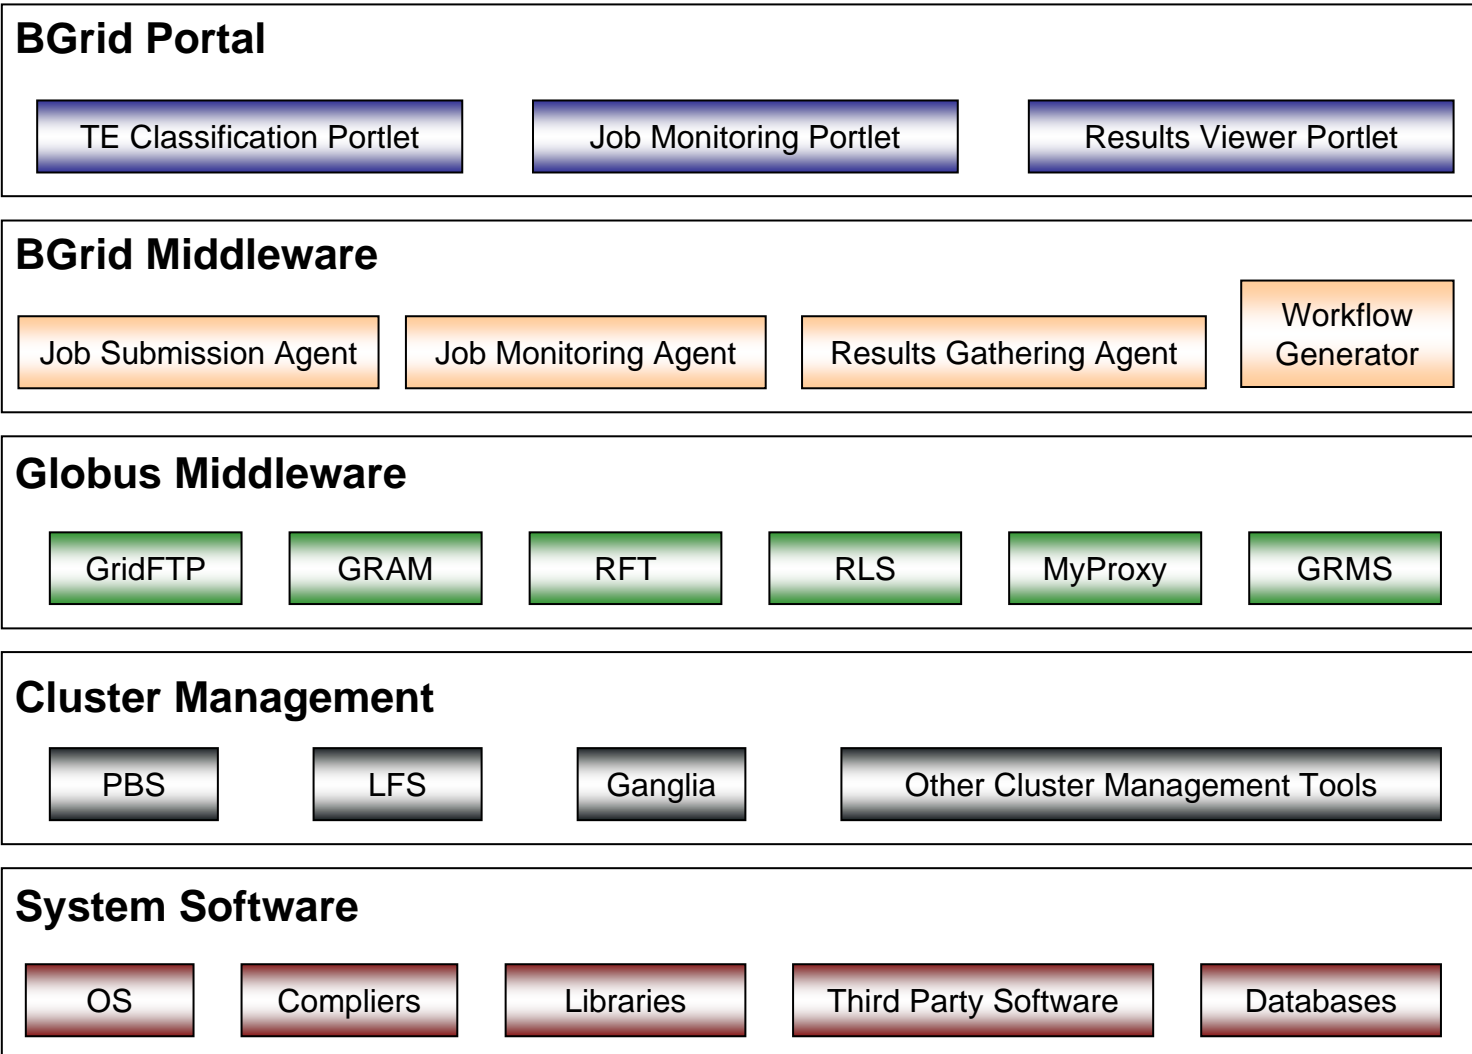 BGrid Portal
TE Classification Portlet
Job Monitoring Portlet
Results Viewer Portlet
BGrid Middleware
Job Submission Agent
Job Monitoring Agent
Results Gathering Agent
Workflow
Generator
Globus Middleware
GridFTP
GRAM
RFT
RLS
MyProxy
GRMS
Cluster Management
PBS
LFS
Ganglia
Other Cluster Management Tools
System Software
OS
Compliers
Libraries
Third Party Software
Databases